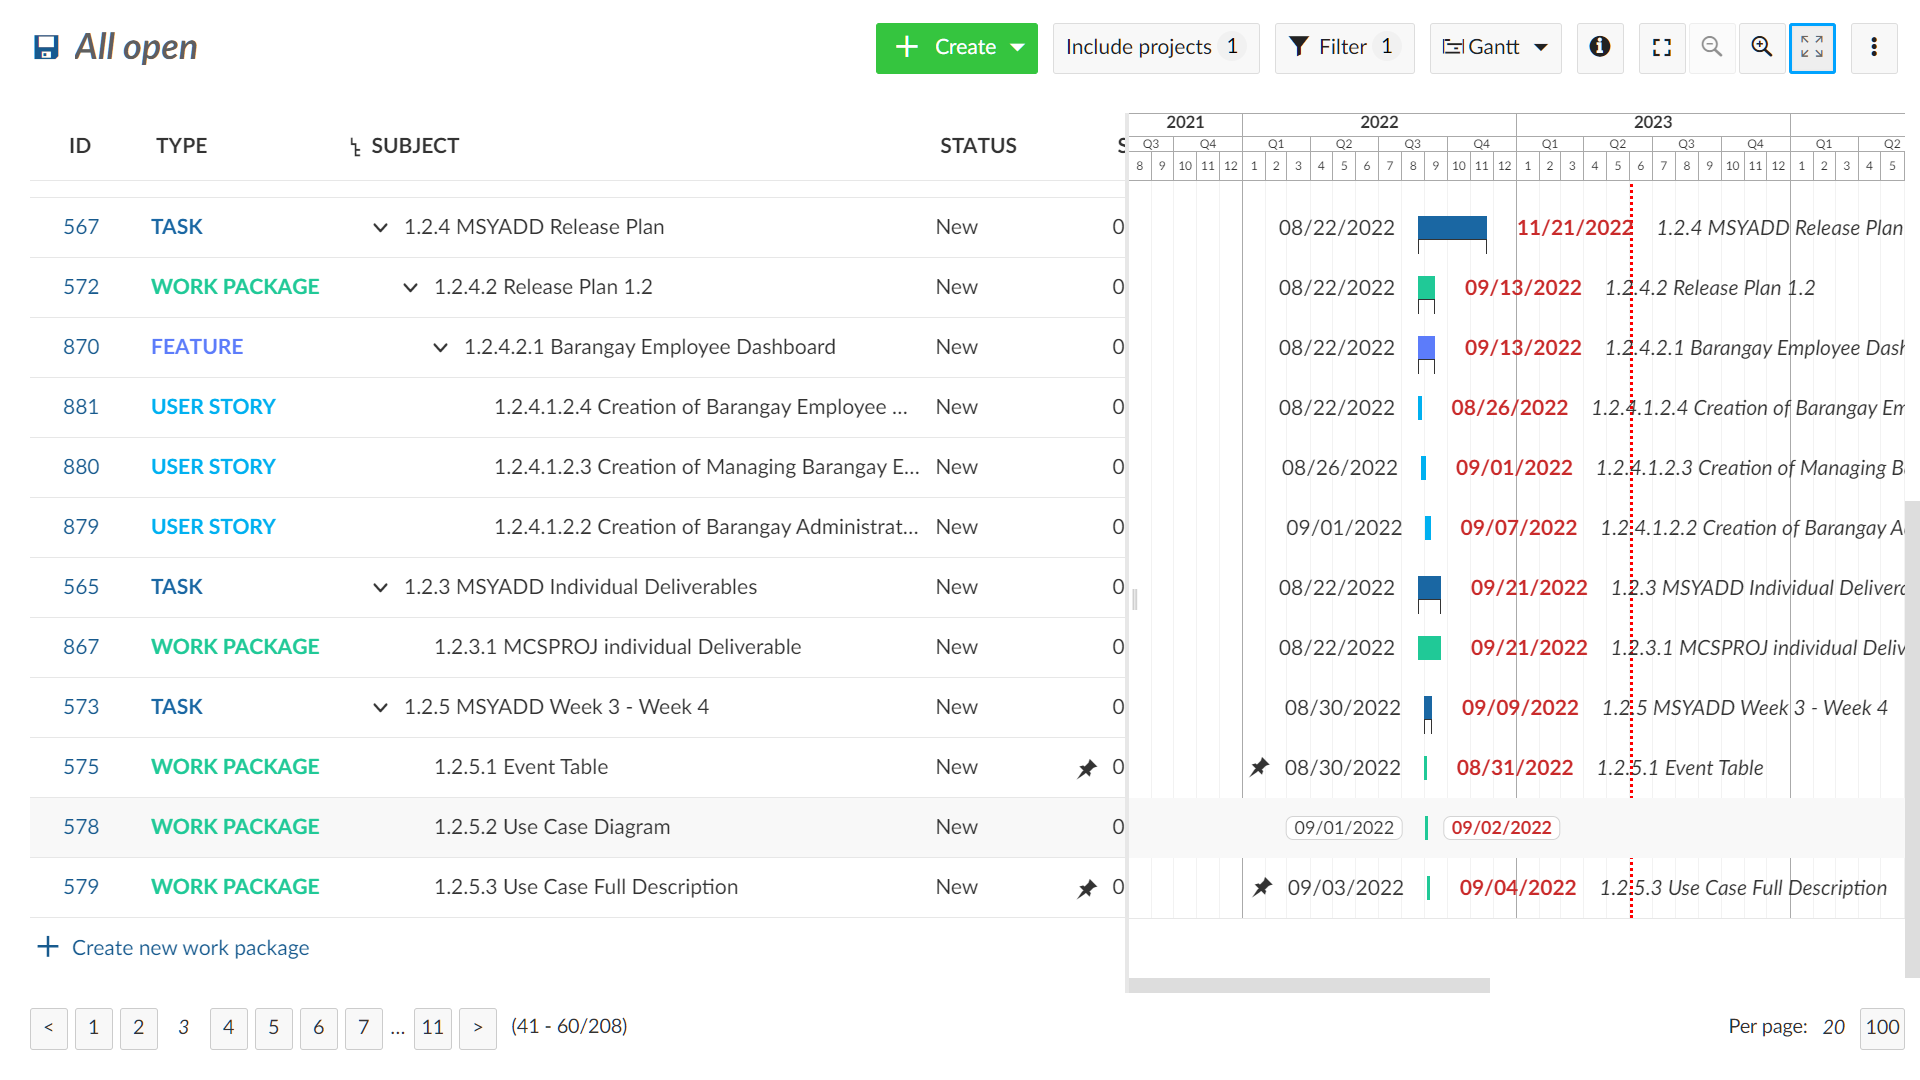 All open
Create
Include projects 1
Filter 1
Gantt
ID TYPE SUBJECT STATUS
2021 2022 2023
Q3 Q4 Q1 Q2 Q3 Q4 Q1 Q2 Q3 Q4 Q1 Q2
8 9 10 11 12 1 2 3 4 5 6 7 8 9 10 11 12 1 2 3 4 5 6 7 8 9 10 11 12 1 2 3 4 5
567 TASK 1.2.4 MSYADD Release Plan New 0 08/22/2022 11/21/2022 1.2.4 MSYADD Release Plan
572 WORK PACKAGE 1.2.4.2 Release Plan 1.2 New 0 08/22/2022 09/13/2022 1.2.4.2 Release Plan 1.2
870 FEATURE 1.2.4.2.1 Barangay Employee Dashboard New 0 08/22/2022 09/13/2022 1.2.4.2.1 Barangay Employee Dash
881 USER STORY 1.2.4.1.2.4 Creation of Barangay Employee ... New 0 08/22/2022 08/26/2022 1.2.4.1.2.4 Creation of Barangay Em
880 USER STORY 1.2.4.1.2.3 Creation of Managing Barangay E... New 0 08/26/2022 09/01/2022 1.2.4.1.2.3 Creation of Managing B
879 USER STORY 1.2.4.1.2.2 Creation of Barangay Administrat... New 0 09/01/2022 09/07/2022 1.2.4.1.2.2 Creation of Barangay A
565 TASK 1.2.3 MSYADD Individual Deliverables New 0 08/22/2022 09/21/2022 1.2.3 MSYADD Individual Delivera
867 WORK PACKAGE 1.2.3.1 MCSPROJ individual Deliverable New 0 08/22/2022 09/21/2022 1.2.3.1 MCSPROJ individual Deliv
573 TASK 1.2.5 MSYADD Week 3 - Week 4 New 0 08/30/2022 09/09/2022 1.2.5 MSYADD Week 3 - Week 4
575 WORK PACKAGE 1.2.5.1 Event Table New 0 08/30/2022 08/31/2022 1.2.5.1 Event Table
578 WORK PACKAGE 1.2.5.2 Use Case Diagram New 0 09/01/2022 09/02/2022
579 WORK PACKAGE 1.2.5.3 Use Case Full Description New 0 09/03/2022 09/04/2022 1.2.5.3 Use Case Full Description
Create new work package
< 1 2 3 4 5 6 7 ... 11 > (41 - 60/208)
Per page: 20 100